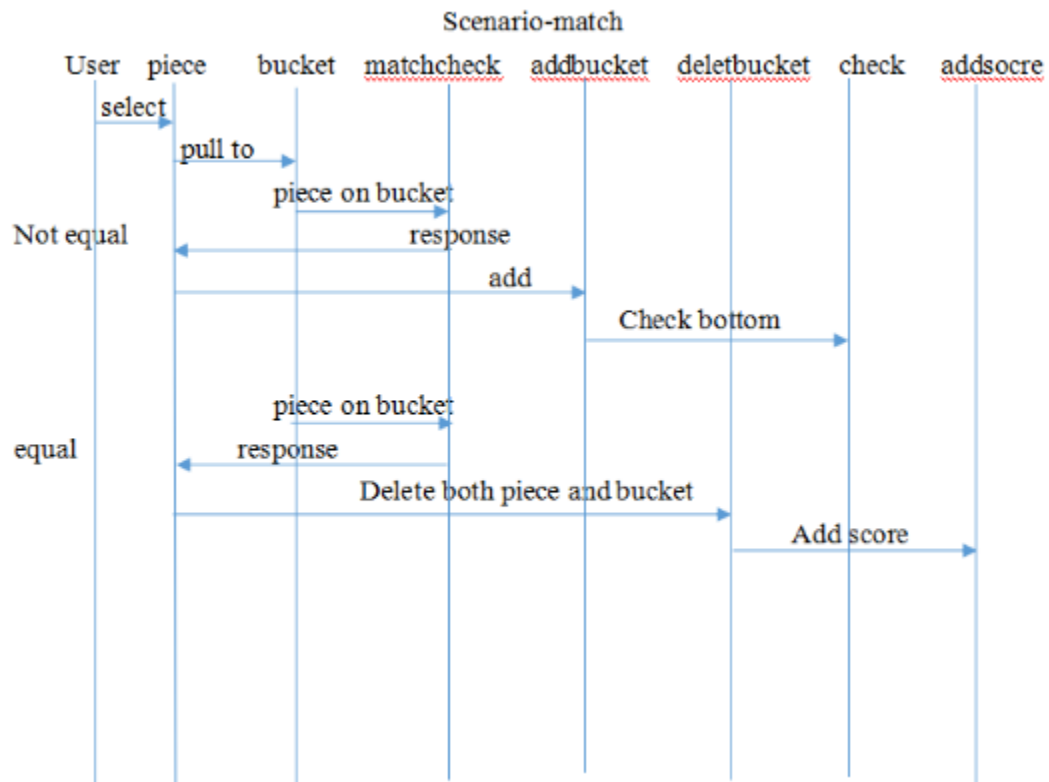 Scenario-match
User piece bucket matchcheck addbucket deletbucket check addsocre
select
pull to
piece on bucket
Not equal response
add
Check bottom
piece on bucket
equal response
Delete both piece and bucket
Add score